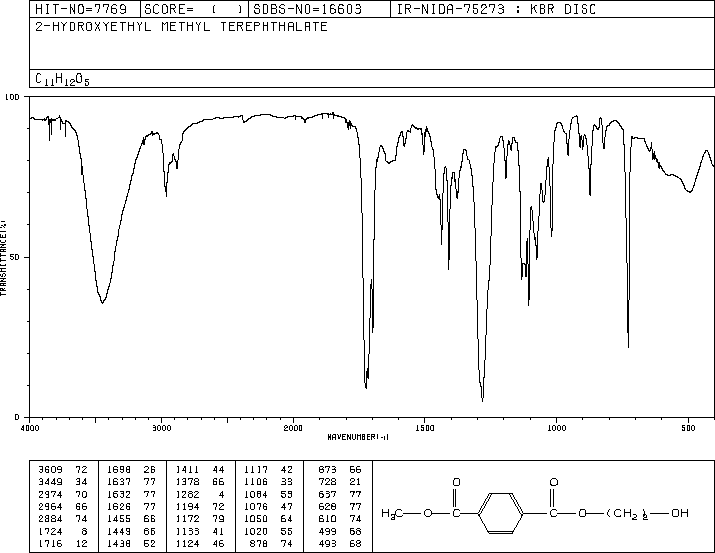 HIT-NO=7769 SCORE= ( ) SDBS-NO=16603 IR-NIDA-75273 : KBR DISC
2-HYDROXYETHYL METHYL TEREPHTHALATE
C11H12O5
100
50
0
TRANSMITTANCE(%)
4000 3000 2000 1500 1000 500
WAVENUMBER(-1)
3609 72 1698 26 1411 44 1117 42 873 66
3449 34 1637 77 1378 66 1106 33 728 21
2974 70 1632 77 1282 4 1084 53 637 77
2964 66 1626 77 1194 72 1076 47 628 77
2884 74 1455 66 1172 79 1050 64 610 74
1724 8 1449 66 1133 41 1020 55 499 68
1716 12 1438 52 1124 46 878 74 493 68
O O
H3C O C C O (CH2)2 OH